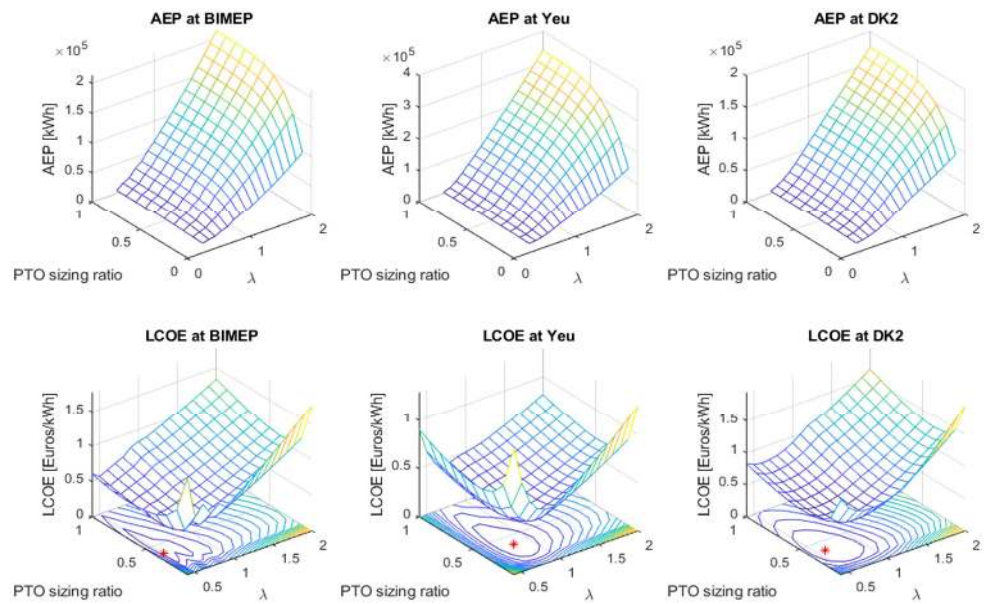 AEP at BIMEP
AEP at Yeu
AEP at DK2
× 10⁵
× 10⁵
× 10⁵
AEP [kWh]
2
1.5
1
0.5
0
1
0.5
0
0
1
2
PTO sizing ratio
λ
AEP [kWh]
4
3
2
1
0
1
0.5
0
0
1
2
PTO sizing ratio
λ
AEP [kWh]
2
1.5
1
0.5
0
1
0.5
0
0
1
2
PTO sizing ratio
λ
LCOE at BIMEP
LCOE at Yeu
LCOE at DK2
LCOE [Euros/kWh]
1.5
1
0.5
0
1
0.5
0.5
1
1.5
2
PTO sizing ratio
λ
LCOE [Euros/kWh]
1
0.5
0
1
0.5
0.5
1
1.5
2
PTO sizing ratio
λ
LCOE [Euros/kWh]
1.5
1
0.5
0
1
0.5
0.5
1
1.5
2
PTO sizing ratio
λ